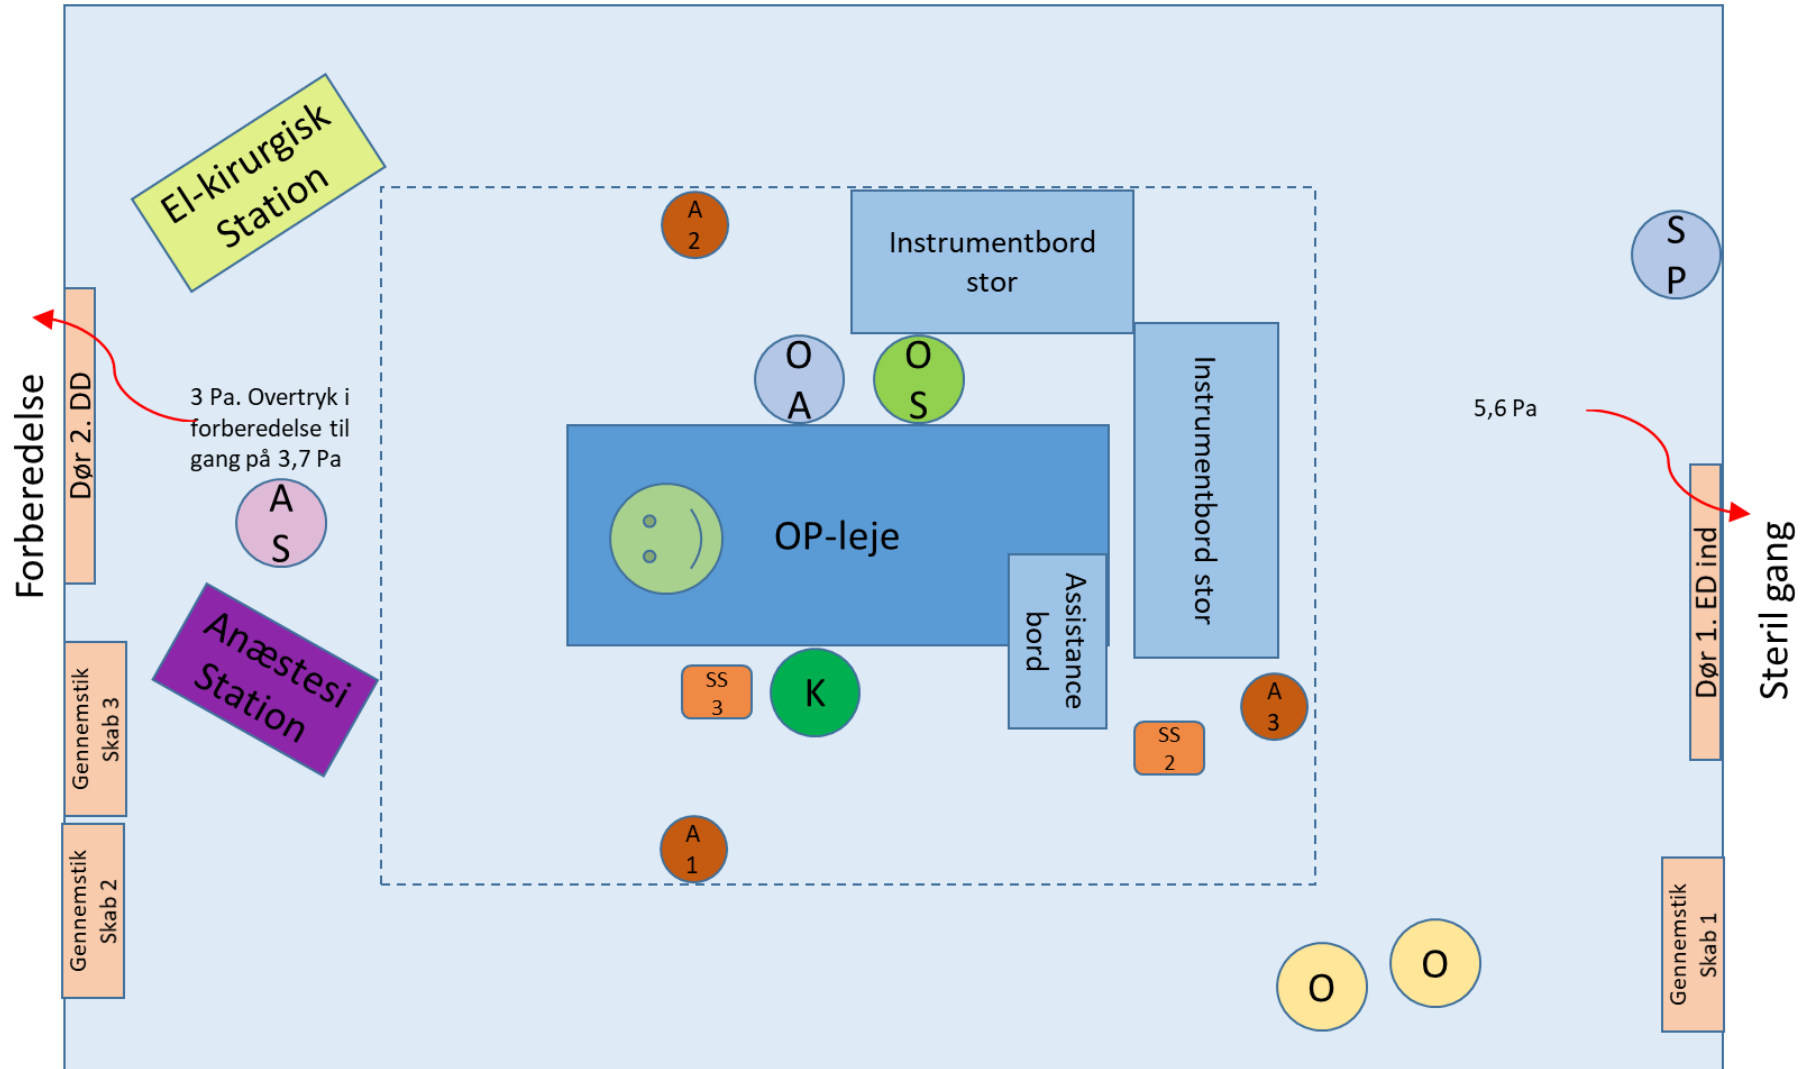 El-kirurgisk
Station
A
2
Instrumentbord
stor
S
P
Forberedelse
Dør 2. DD
3 Pa. Overtryk i
forberedelse til
gang på 3,7 Pa
O
A
O
S
Instrumentbord stor
5,6 Pa
A
S
OP-leje
Assistance
bord
Dør 1. ED ind
Steril gang
Anæstesi
Station
Gennemstik
Skab 3
SS
3
K
A
3
SS
2
A
1
Gennemstik
Skab 2
O
O
Gennemstik
Skab 1